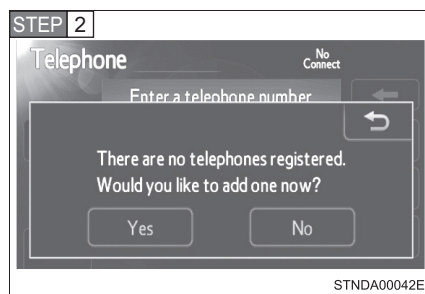 STEP 2
Telephone
No
Connect
Enter a telephone number
There are no telephones registered.
Would you like to add one now?
Yes
No
STNDA00042E